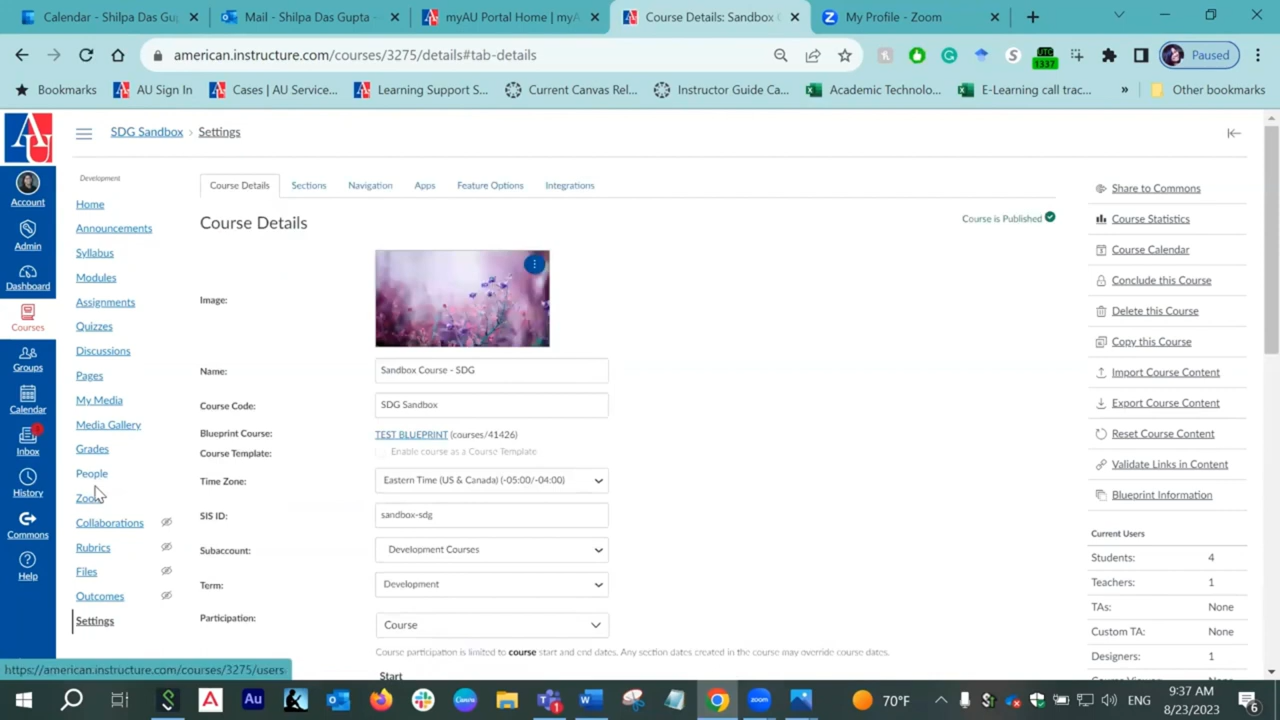 Calendar - Shilpa Das Gup
Mail - Shilpa Das Gupta -
myAU Portal Home | myA
Course Details: Sandbox C
My Profile - Zoom
american.instructure.com/courses/3275/details#tab-details
UTC
1337
Paused
Bookmarks
AU Sign In
Cases | AU Service...
Learning Support S...
Current Canvas Rel...
Instructor Guide Ca...
Academic Technolo...
E-Learning call trac...
»
Other bookmarks
AU
SDG Sandbox › Settings
Account
Admin
Dashboard
Courses
Groups
Calendar
Inbox
History
Commons
Help
Development
Home
Announcements
Syllabus
Modules
Assignments
Quizzes
Discussions
Pages
My Media
Media Gallery
Grades
People
Collaborations
Rubrics
Files
Outcomes
Settings
Course Details
Sections
Navigation
Apps
Feature Options
Integrations
Course Details
Course is Published
Image:
Name:
Sandbox Course - SDG
Course Code:
SDG Sandbox
Blueprint Course:
TEST BLUEPRINT (courses/41426)
Course Template:
Enable course as a Course Template
Time Zone:
Eastern Time (US & Canada) (-05:00/-04:00)
SIS ID:
sandbox-sdg
Subaccount:
Development Courses
Term:
Development
Participation:
Course
Course participation is limited to course start and end dates. Any section dates created in the course may override course dates.
Start
Share to Commons
Course Statistics
Course Calendar
Conclude this Course
Delete this Course
Copy this Course
Import Course Content
Export Course Content
Reset Course Content
Validate Links in Content
Blueprint Information
Current Users
Students: 4
Teachers: 1
TAs: None
Custom TA: None
Designers: 1
https://american.instructure.com/courses/3275/users
Au
zoom
70°F
ENG
9:37 AM
8/23/2023
6